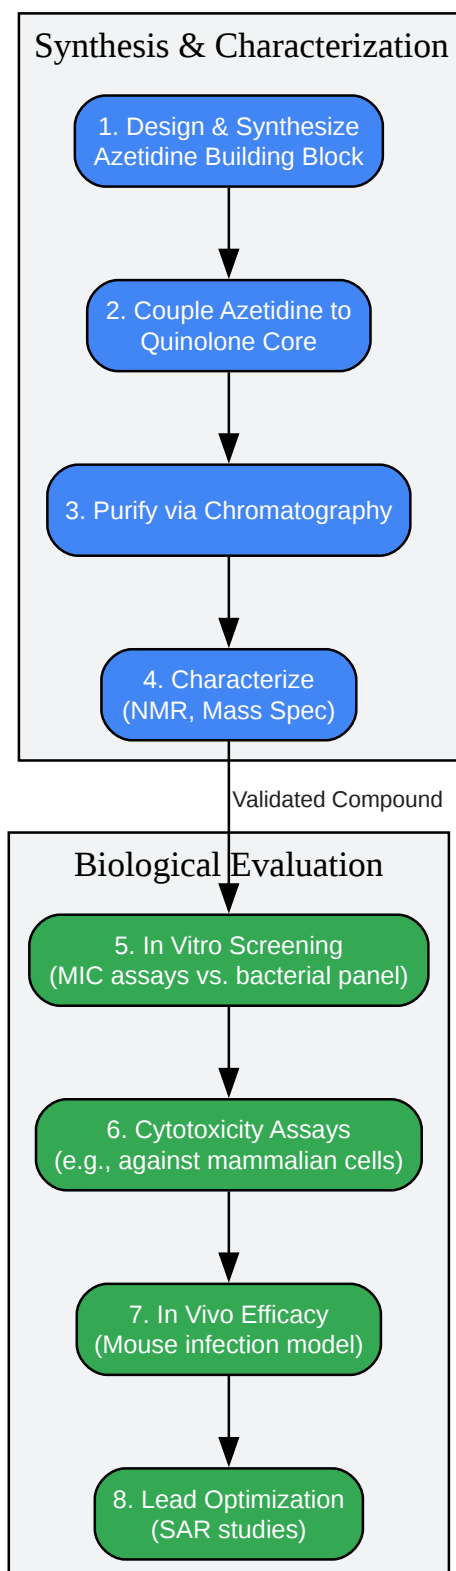 Synthesis & Characterization
1. Design & Synthesize
Azetidine Building Block
2. Couple Azetidine to
Quinolone Core
3. Purify via Chromatography
4. Characterize
(NMR, Mass Spec)
Validated Compound
Biological Evaluation
5. In Vitro Screening
(MIC assays vs. bacterial panel)
6. Cytotoxicity Assays
(e.g., against mammalian cells)
7. In Vivo Efficacy
(Mouse infection model)
8. Lead Optimization
(SAR studies)